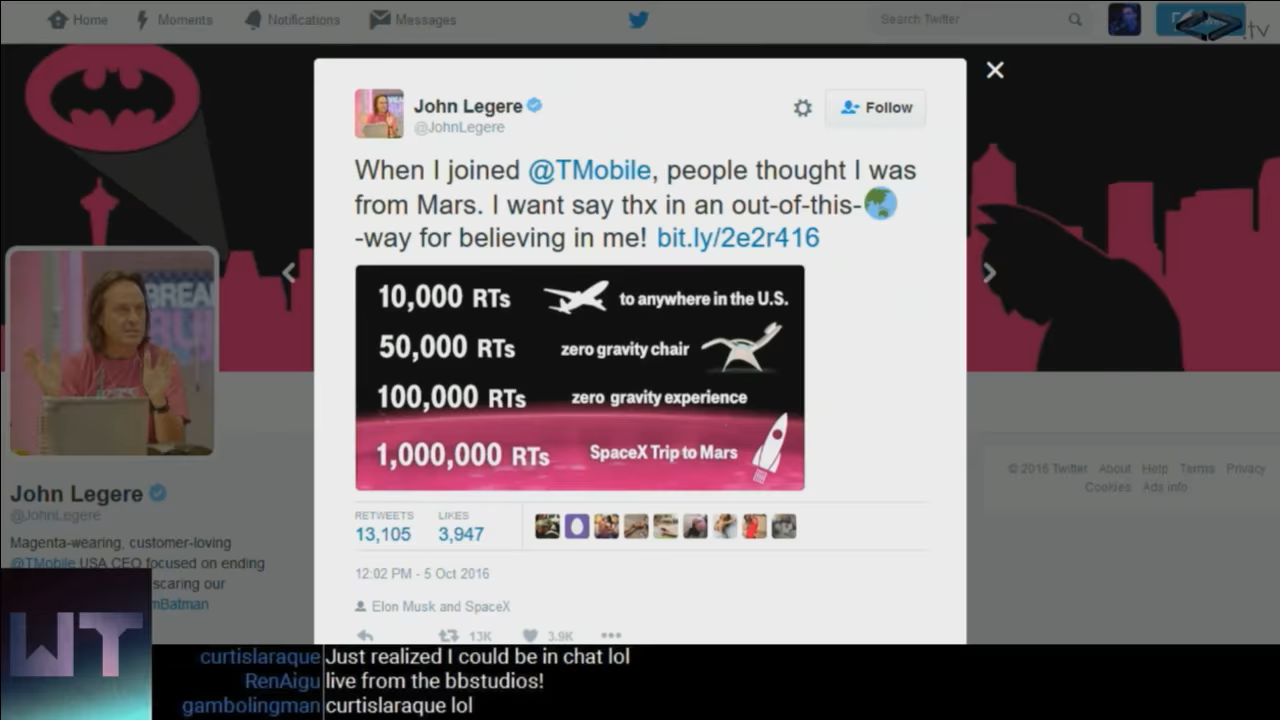 Home Moments Notifications Messages Search Twitter
.tv
John Legere
@JohnLegere
Follow
When I joined @TMobile, people thought I was
from Mars. I want say thx in an out-of-this-🌏
-way for believing in me! bit.ly/2e2r416
10,000 RTs to anywhere in the U.S.
50,000 RTs zero gravity chair
100,000 RTs zero gravity experience
1,000,000 RTs SpaceX Trip to Mars
RETWEETS LIKES
13,105 3,947
12:02 PM - 5 Oct 2016
Elon Musk and SpaceX
13K 3.9K
BREA
John Legere
@JohnLegere
Magenta-wearing, customer-loving
@TMobile USA CEO focused on ending
scaring our
mBatman
© 2016 Twitter About Help Terms Privacy
Cookies Ads info
WT
curtislaraque Just realized I could be in chat lol
RenAigu live from the bbstudios!
gambolingman curtislaraque lol